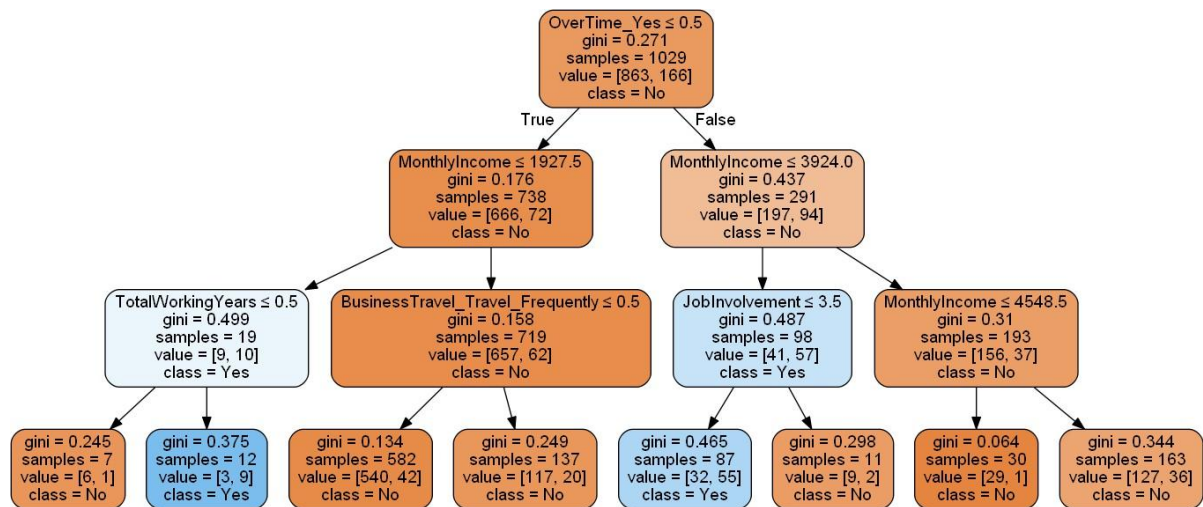 OverTime_Yes ≤ 0.5
gini = 0.271
samples = 1029
value = [863, 166]
class = No
True
False
MonthlyIncome ≤ 1927.5
gini = 0.176
samples = 738
value = [666, 72]
class = No
MonthlyIncome ≤ 3924.0
gini = 0.437
samples = 291
value = [197, 94]
class = No
TotalWorkingYears ≤ 0.5
gini = 0.499
samples = 19
value = [9, 10]
class = Yes
BusinessTravel_Travel_Frequently ≤ 0.5
gini = 0.158
samples = 719
value = [657, 62]
class = No
JobInvolvement ≤ 3.5
gini = 0.487
samples = 98
value = [41, 57]
class = Yes
MonthlyIncome ≤ 4548.5
gini = 0.31
samples = 193
value = [156, 37]
class = No
gini = 0.245
samples = 7
value = [6, 1]
class = No
gini = 0.375
samples = 12
value = [3, 9]
class = Yes
gini = 0.134
samples = 582
value = [540, 42]
class = No
gini = 0.249
samples = 137
value = [117, 20]
class = No
gini = 0.465
samples = 87
value = [32, 55]
class = Yes
gini = 0.298
samples = 11
value = [9, 2]
class = No
gini = 0.064
samples = 30
value = [29, 1]
class = No
gini = 0.344
samples = 163
value = [127, 36]
class = No